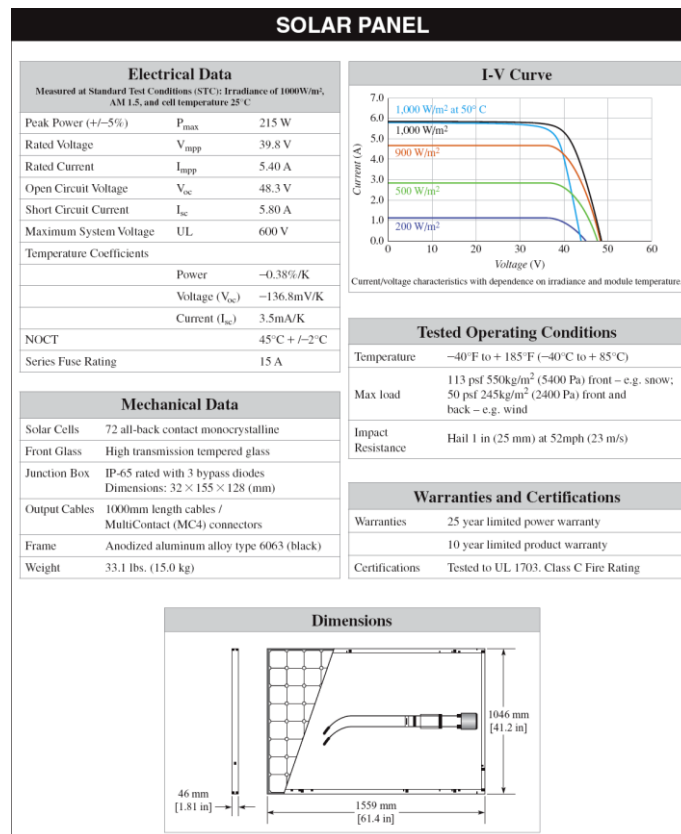 SOLAR PANEL
Electrical Data
Measured at Standard Test Conditions (STC): Irradiance of 1000W/m²,
AM 1.5, and cell temperature 25°C
Peak Power (+/−5%) Pmax 215 W
Rated Voltage Vmpp 39.8 V
Rated Current Impp 5.40 A
Open Circuit Voltage Voc 48.3 V
Short Circuit Current Isc 5.80 A
Maximum System Voltage UL 600 V
Temperature Coefficients
Power −0.38%/K
Voltage (Voc) −136.8mV/K
Current (Isc) 3.5mA/K
NOCT 45°C +/−2°C
Series Fuse Rating 15 A
Mechanical Data
Solar Cells 72 all-back contact monocrystalline
Front Glass High transmission tempered glass
Junction Box IP-65 rated with 3 bypass diodes
Dimensions: 32 × 155 × 128 (mm)
Output Cables 1000mm length cables /
MultiContact (MC4) connectors
Frame Anodized aluminum alloy type 6063 (black)
Weight 33.1 lbs. (15.0 kg)
I-V Curve
7.0
6.0
5.0
4.0
3.0
2.0
1.0
0.0
Current (A)
1,000 W/m² at 50° C
1,000 W/m²
900 W/m²
500 W/m²
200 W/m²
0 10 20 30 40 50 60
Voltage (V)
Current/voltage characteristics with dependence on irradiance and module temperature.
Tested Operating Conditions
Temperature −40°F to + 185°F (−40°C to + 85°C)
Max load 113 psf 550kg/m² (5400 Pa) front – e.g. snow;
50 psf 245kg/m² (2400 Pa) front and
back – e.g. wind
Impact Resistance Hail 1 in (25 mm) at 52mph (23 m/s)
Warranties and Certifications
Warranties 25 year limited power warranty
10 year limited product warranty
Certifications Tested to UL 1703. Class C Fire Rating
Dimensions
1046 mm
[41.2 in]
46 mm
[1.81 in]
1559 mm
[61.4 in]